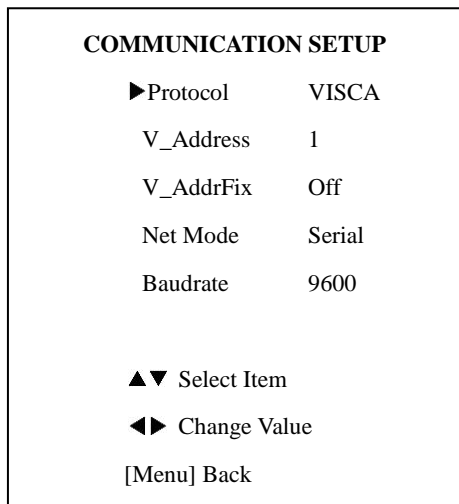 COMMUNICATION SETUP
▶Protocol VISCA
V_Address 1
V_AddrFix Off
Net Mode Serial
Baudrate 9600
▲▼ Select Item
◀▶ Change Value
[Menu] Back